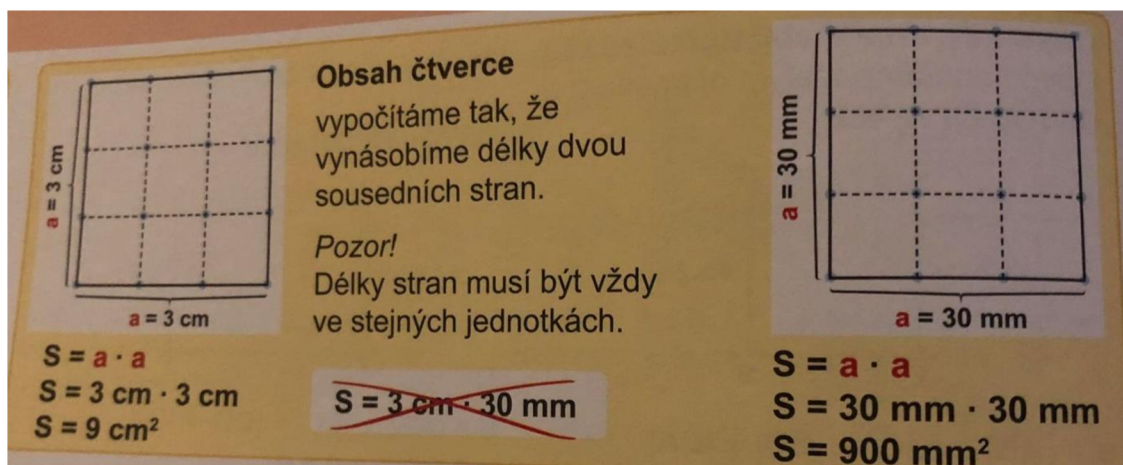 a = 3 cm
a = 3 cm
S = a · a
S = 3 cm · 3 cm
S = 9 cm²
Obsah čtverce
vypočítáme tak, že
vynásobíme délky dvou
sousedních stran.
Pozor!
Délky stran musí být vždy
ve stejných jednotkách.
S = 3 cm · 30 mm
a = 30 mm
a = 30 mm
S = a · a
S = 30 mm · 30 mm
S = 900 mm²